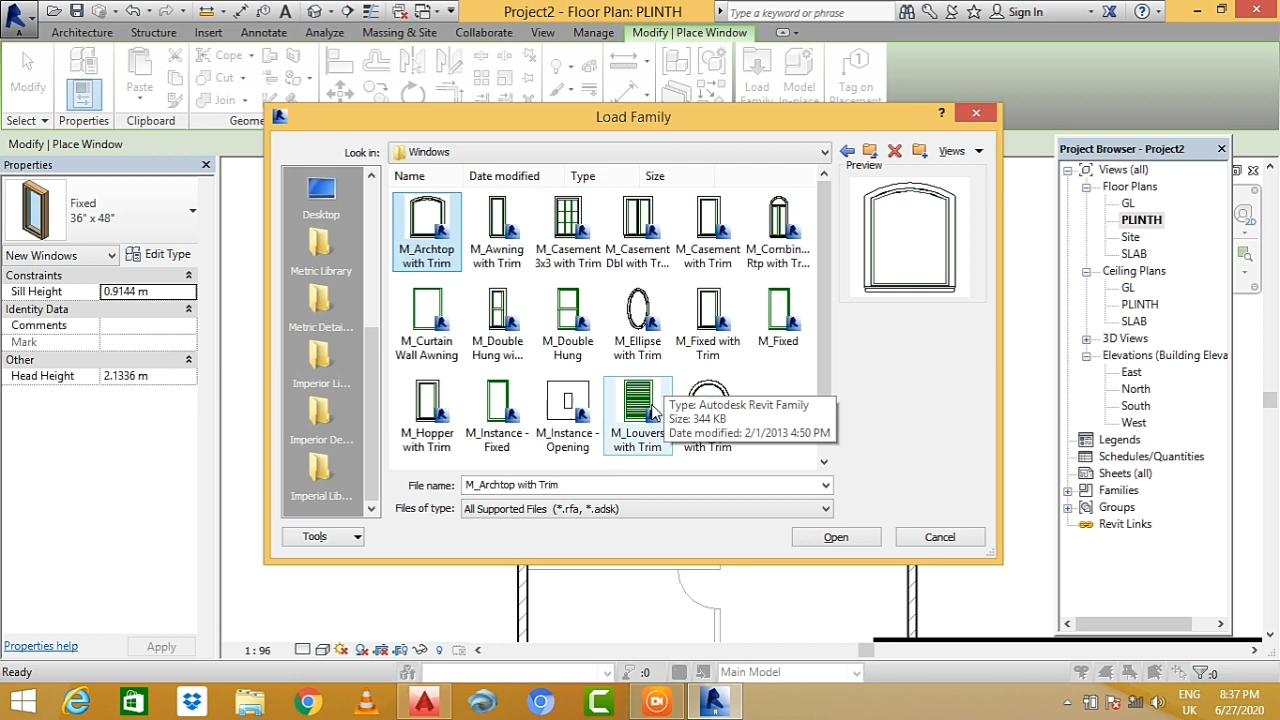 Project2 - Floor Plan: PLINTH
Type a keyword or phrase
Sign In
Architecture
Structure
Insert
Annotate
Analyze
Massing & Site
Collaborate
View
Manage
Modify | Place Window
Modify
Cope
Cut
Join
Paste
Load
Family
Model
In-place
Tag on
Placement
Select
Properties
Clipboard
Geome
Modify | Place Window
Properties
Fixed
36" x 48"
New Windows
Edit Type
Constraints
Sill Height
0.9144 m
Identity Data
Comments
Mark
Other
Head Height
2.1336 m
Properties help
Apply
Load Family
Look in:
Windows
Views
Name
Date modified
Type
Size
Preview
Desktop
Metric Library
Metric Detai...
Imperior Li...
Imperior De...
Imperial Lib...
M_Archtop
with Trim
M_Awning
with Trim
M_Casement
3x3 with Trim
M_Casement
Dbl with Tr...
M_Casement
with Trim
M_Combin...
Rtp with Tr...
M_Curtain
Wall Awning
M_Double
Hung wi...
M_Double
Hung
M_Ellipse
with Trim
M_Fixed with
Trim
M_Fixed
M_Hopper
with Trim
M_Instance -
Fixed
M_Instance -
Opening
M_Louvers
with Trim
with Trim
Type: Autodesk Revit Family
Size: 344 KB
Date modified: 2/1/2013 4:50 PM
File name:
M_Archtop with Trim
Files of type:
All Supported Files (*.rfa, *.adsk)
Tools
Open
Cancel
Project Browser - Project2
Views (all)
Floor Plans
GL
PLINTH
Site
SLAB
Ceiling Plans
GL
PLINTH
SLAB
3D Views
Elevations (Building Eleva
East
North
South
West
Legends
Schedules/Quantities
Sheets (all)
Families
Groups
Revit Links
1 : 96
Ready
:0
Main Model
:0
ENG
UK
8:37 PM
6/27/2020